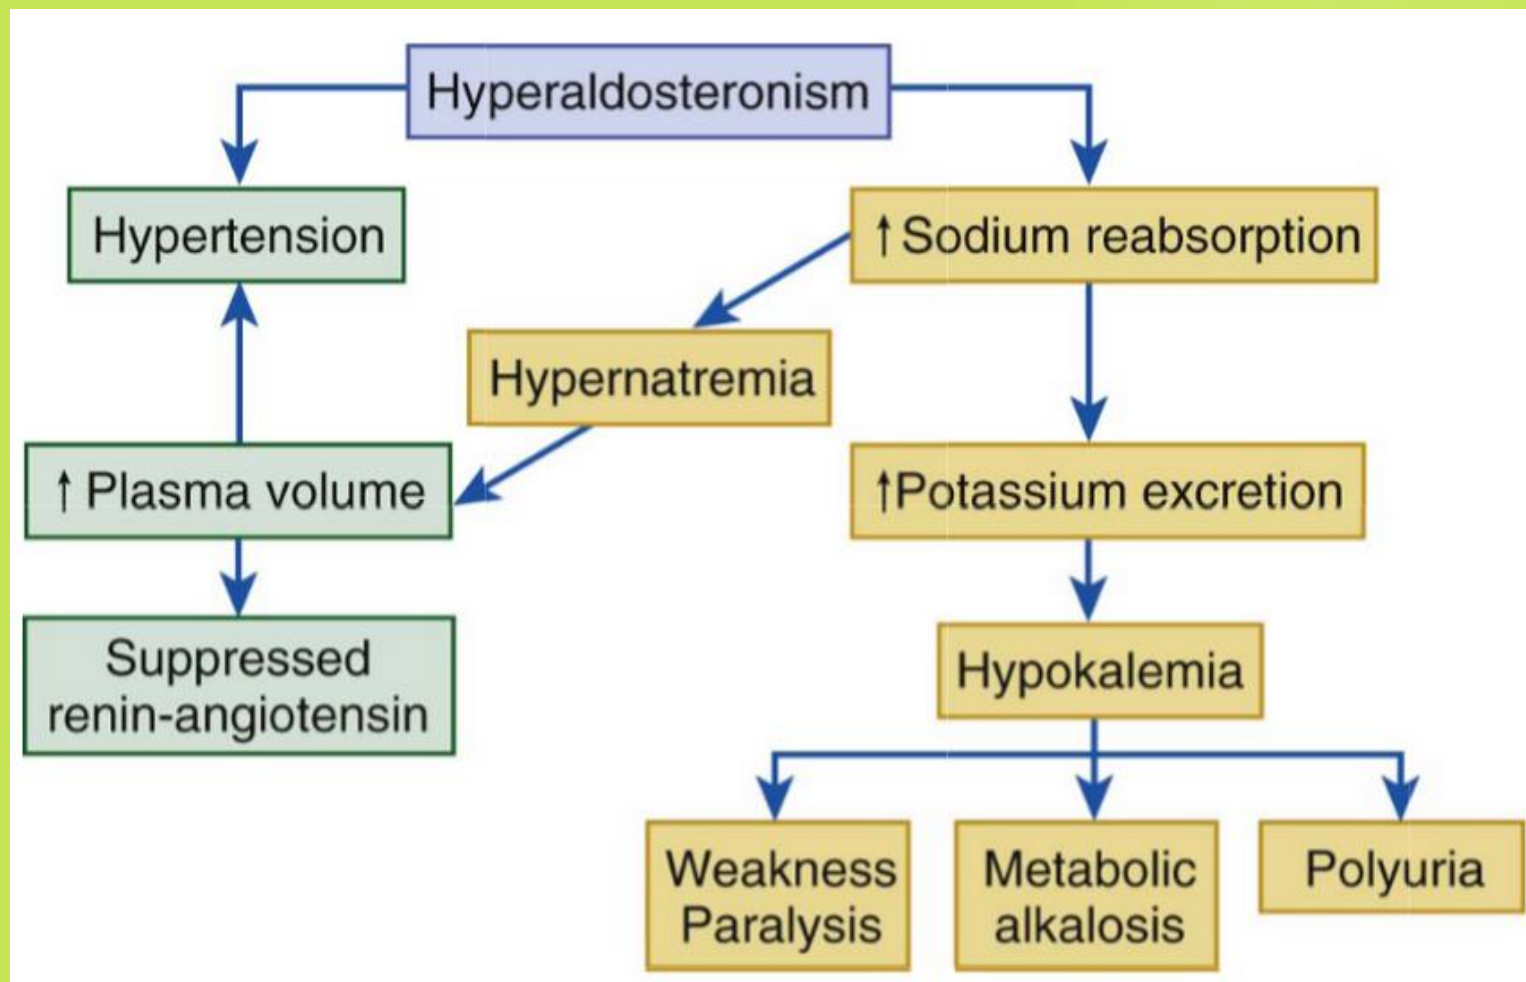 Hyperaldosteronism
Hypertension
↑ Sodium reabsorption
Hypernatremia
↑ Plasma volume
↑Potassium excretion
Suppressed
renin-angiotensin
Hypokalemia
Weakness
Paralysis
Metabolic
alkalosis
Polyuria